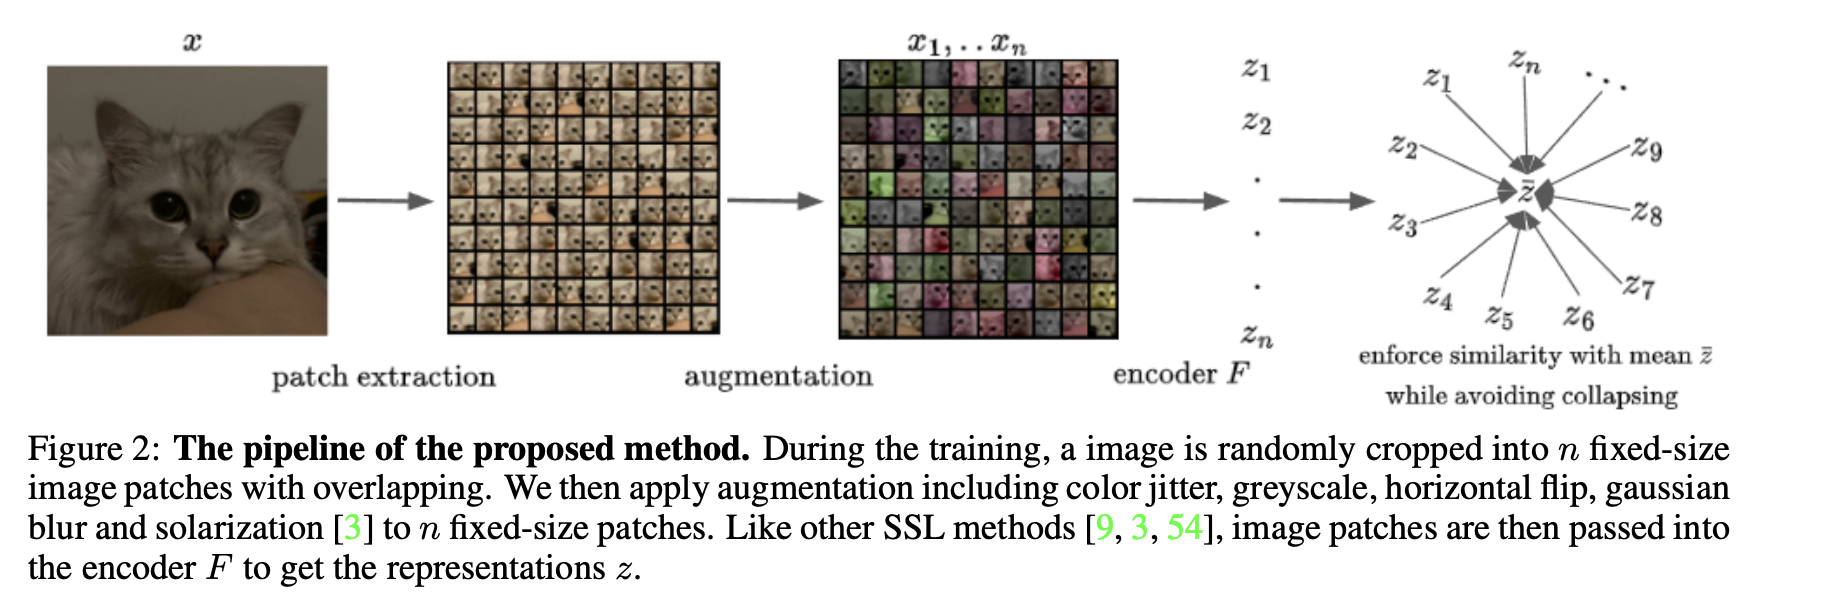 x
x₁, . . xₙ
patch extraction
augmentation
encoder F
z₁
z₂
.
.
.
zₙ
z₁
zₙ
. . .
z₂
z₉
z̄
z₃
z₈
z₄
z₅
z₆
z₇
enforce similarity with mean z̄
while avoiding collapsing
Figure 2: The pipeline of the proposed method. During the training, a image is randomly cropped into n fixed-size
image patches with overlapping. We then apply augmentation including color jitter, greyscale, horizontal flip, gaussian
blur and solarization [3] to n fixed-size patches. Like other SSL methods [9, 3, 54], image patches are then passed into
the encoder F to get the representations z.